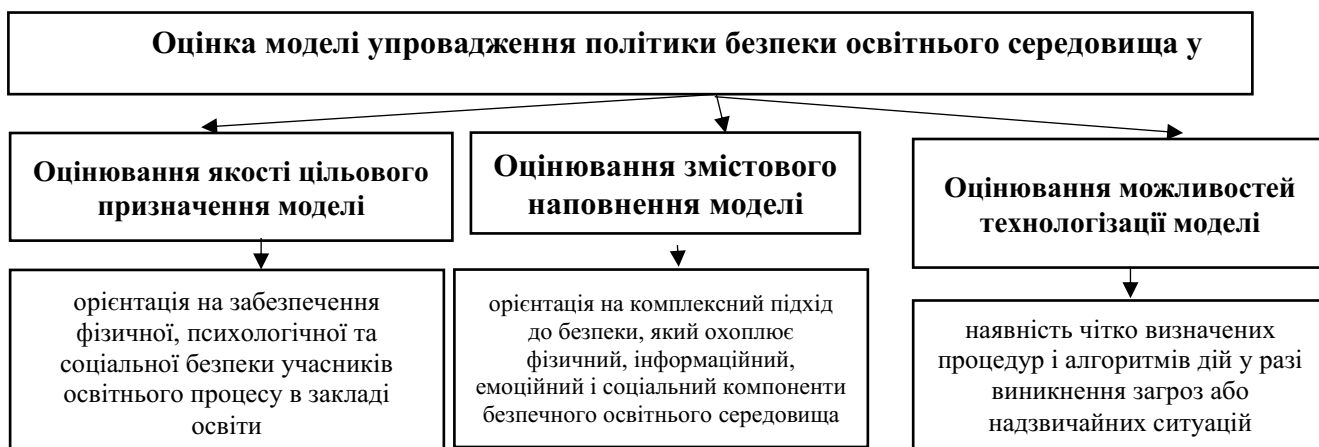 Оцінка моделі упровадження політики безпеки освітнього середовища у
Оцінювання якості цільового
призначення моделі
Оцінювання змістового
наповнення моделі
Оцінювання можливостей
технологізації моделі
орієнтація на забезпечення
фізичної, психологічної та
соціальної безпеки учасників
освітнього процесу в закладі
освіти
орієнтація на комплексний підхід
до безпеки, який охоплює
фізичний, інформаційний,
емоційний і соціальний компоненти
безпечного освітнього середовища
наявність чітко визначених
процедур і алгоритмів дій у разі
виникнення загроз або
надзвичайних ситуацій